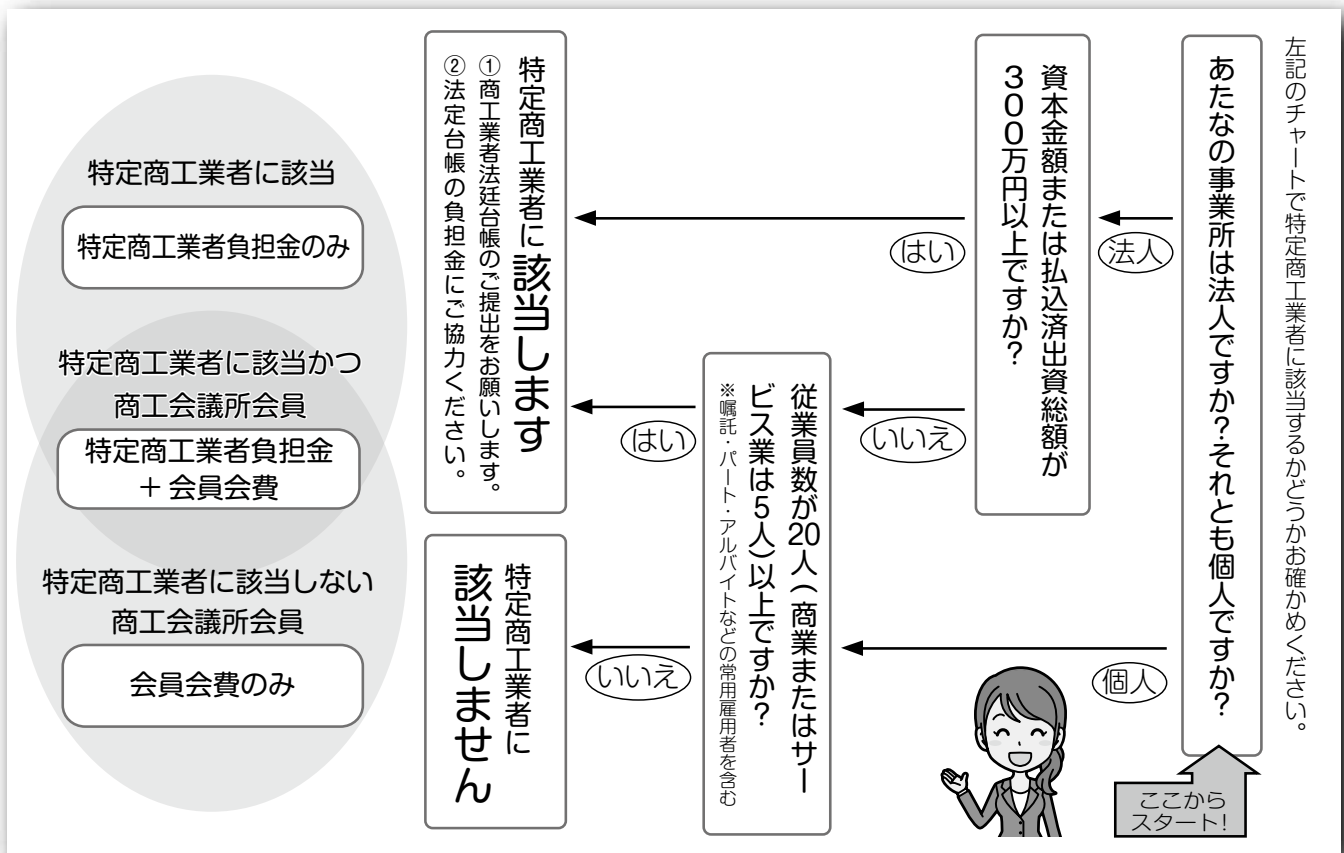 左記のチャートで特定商工業者に該当するかどうかお確かめください。
あたなの事業所は法人ですか?それとも個人ですか?
ここから
スタート!
法人
個人
資本金額または払込済出資総額が
300万円以上ですか?
はい
いいえ
従業員数が20人(商業またはサー
ビス業は5人)以上ですか?
※嘱託・パート・アルバイトなどの常用雇用者を含む
はい
いいえ
特定商工業者に該当します
①商工業者法廷台帳のご提出をお願いします。
②法定台帳の負担金にご協力ください。
特定商工業者に
該当しません
特定商工業者に該当
特定商工業者負担金のみ
特定商工業者に該当かつ
商工会議所会員
特定商工業者負担金
+ 会員会費
特定商工業者に該当しない
商工会議所会員
会員会費のみ